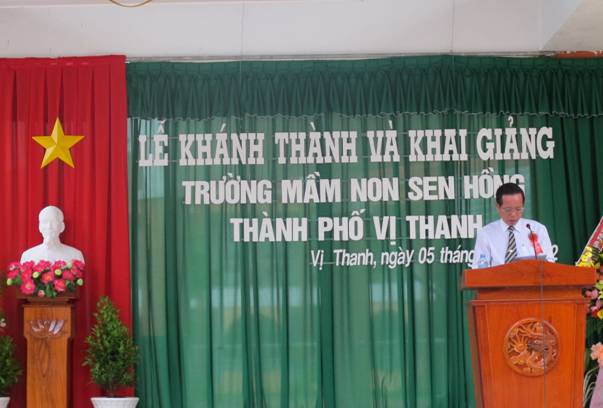 LỄ KHÁNH THÀNH VÀ KHAI GIẢNG
TRƯỜNG MẦM NON SEN HỒNG
THÀNH PHỐ VỊ THANH
Vị Thanh, ngày 05 tháng